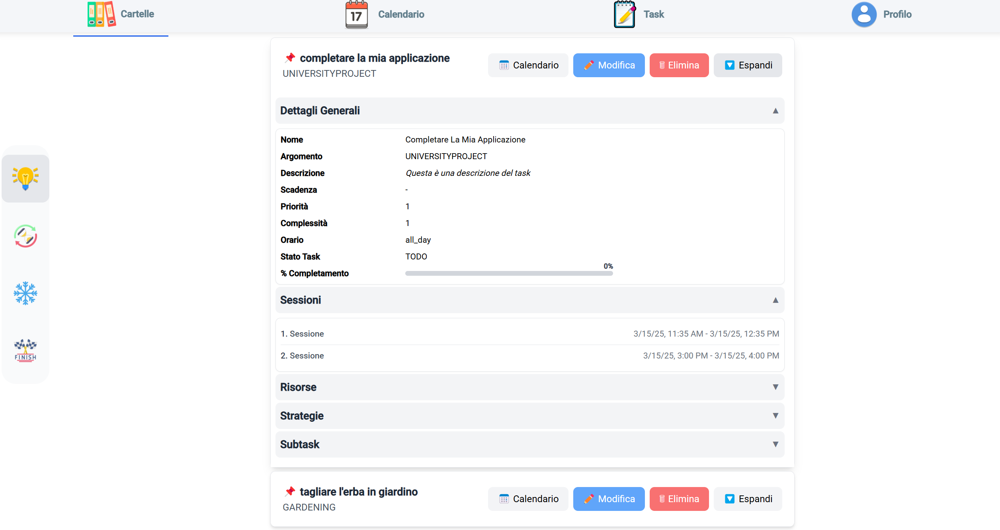 Cartelle
17
Calendario
Task
Profilo
completare la mia applicazione
UNIVERSITYPROJECT
Calendario
Modifica
Elimina
Espandi
Dettagli Generali
Nome Completare La Mia Applicazione
Argomento UNIVERSITYPROJECT
Descrizione Questa è una descrizione del task
Scadenza -
Priorità 1
Complessità 1
Orario all_day
Stato Task TODO
0%
% Completamento
Sessioni
1. Sessione 3/15/25, 11:35 AM - 3/15/25, 12:35 PM
2. Sessione 3/15/25, 3:00 PM - 3/15/25, 4:00 PM
Risorse
Strategie
Subtask
FINISH
tagliare l'erba in giardino
GARDENING
Calendario
Modifica
Elimina
Espandi